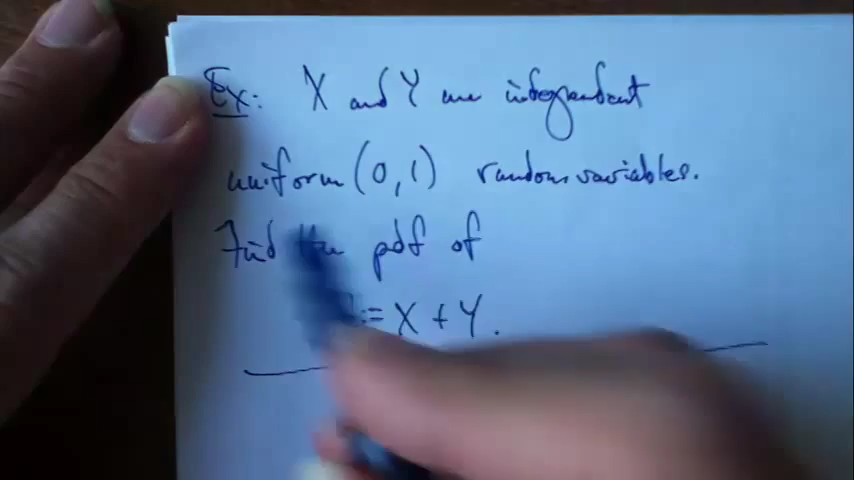 Ex: X and Y are independent
uniform (0,1) random variables.
Find the pdf of
:= X + Y.